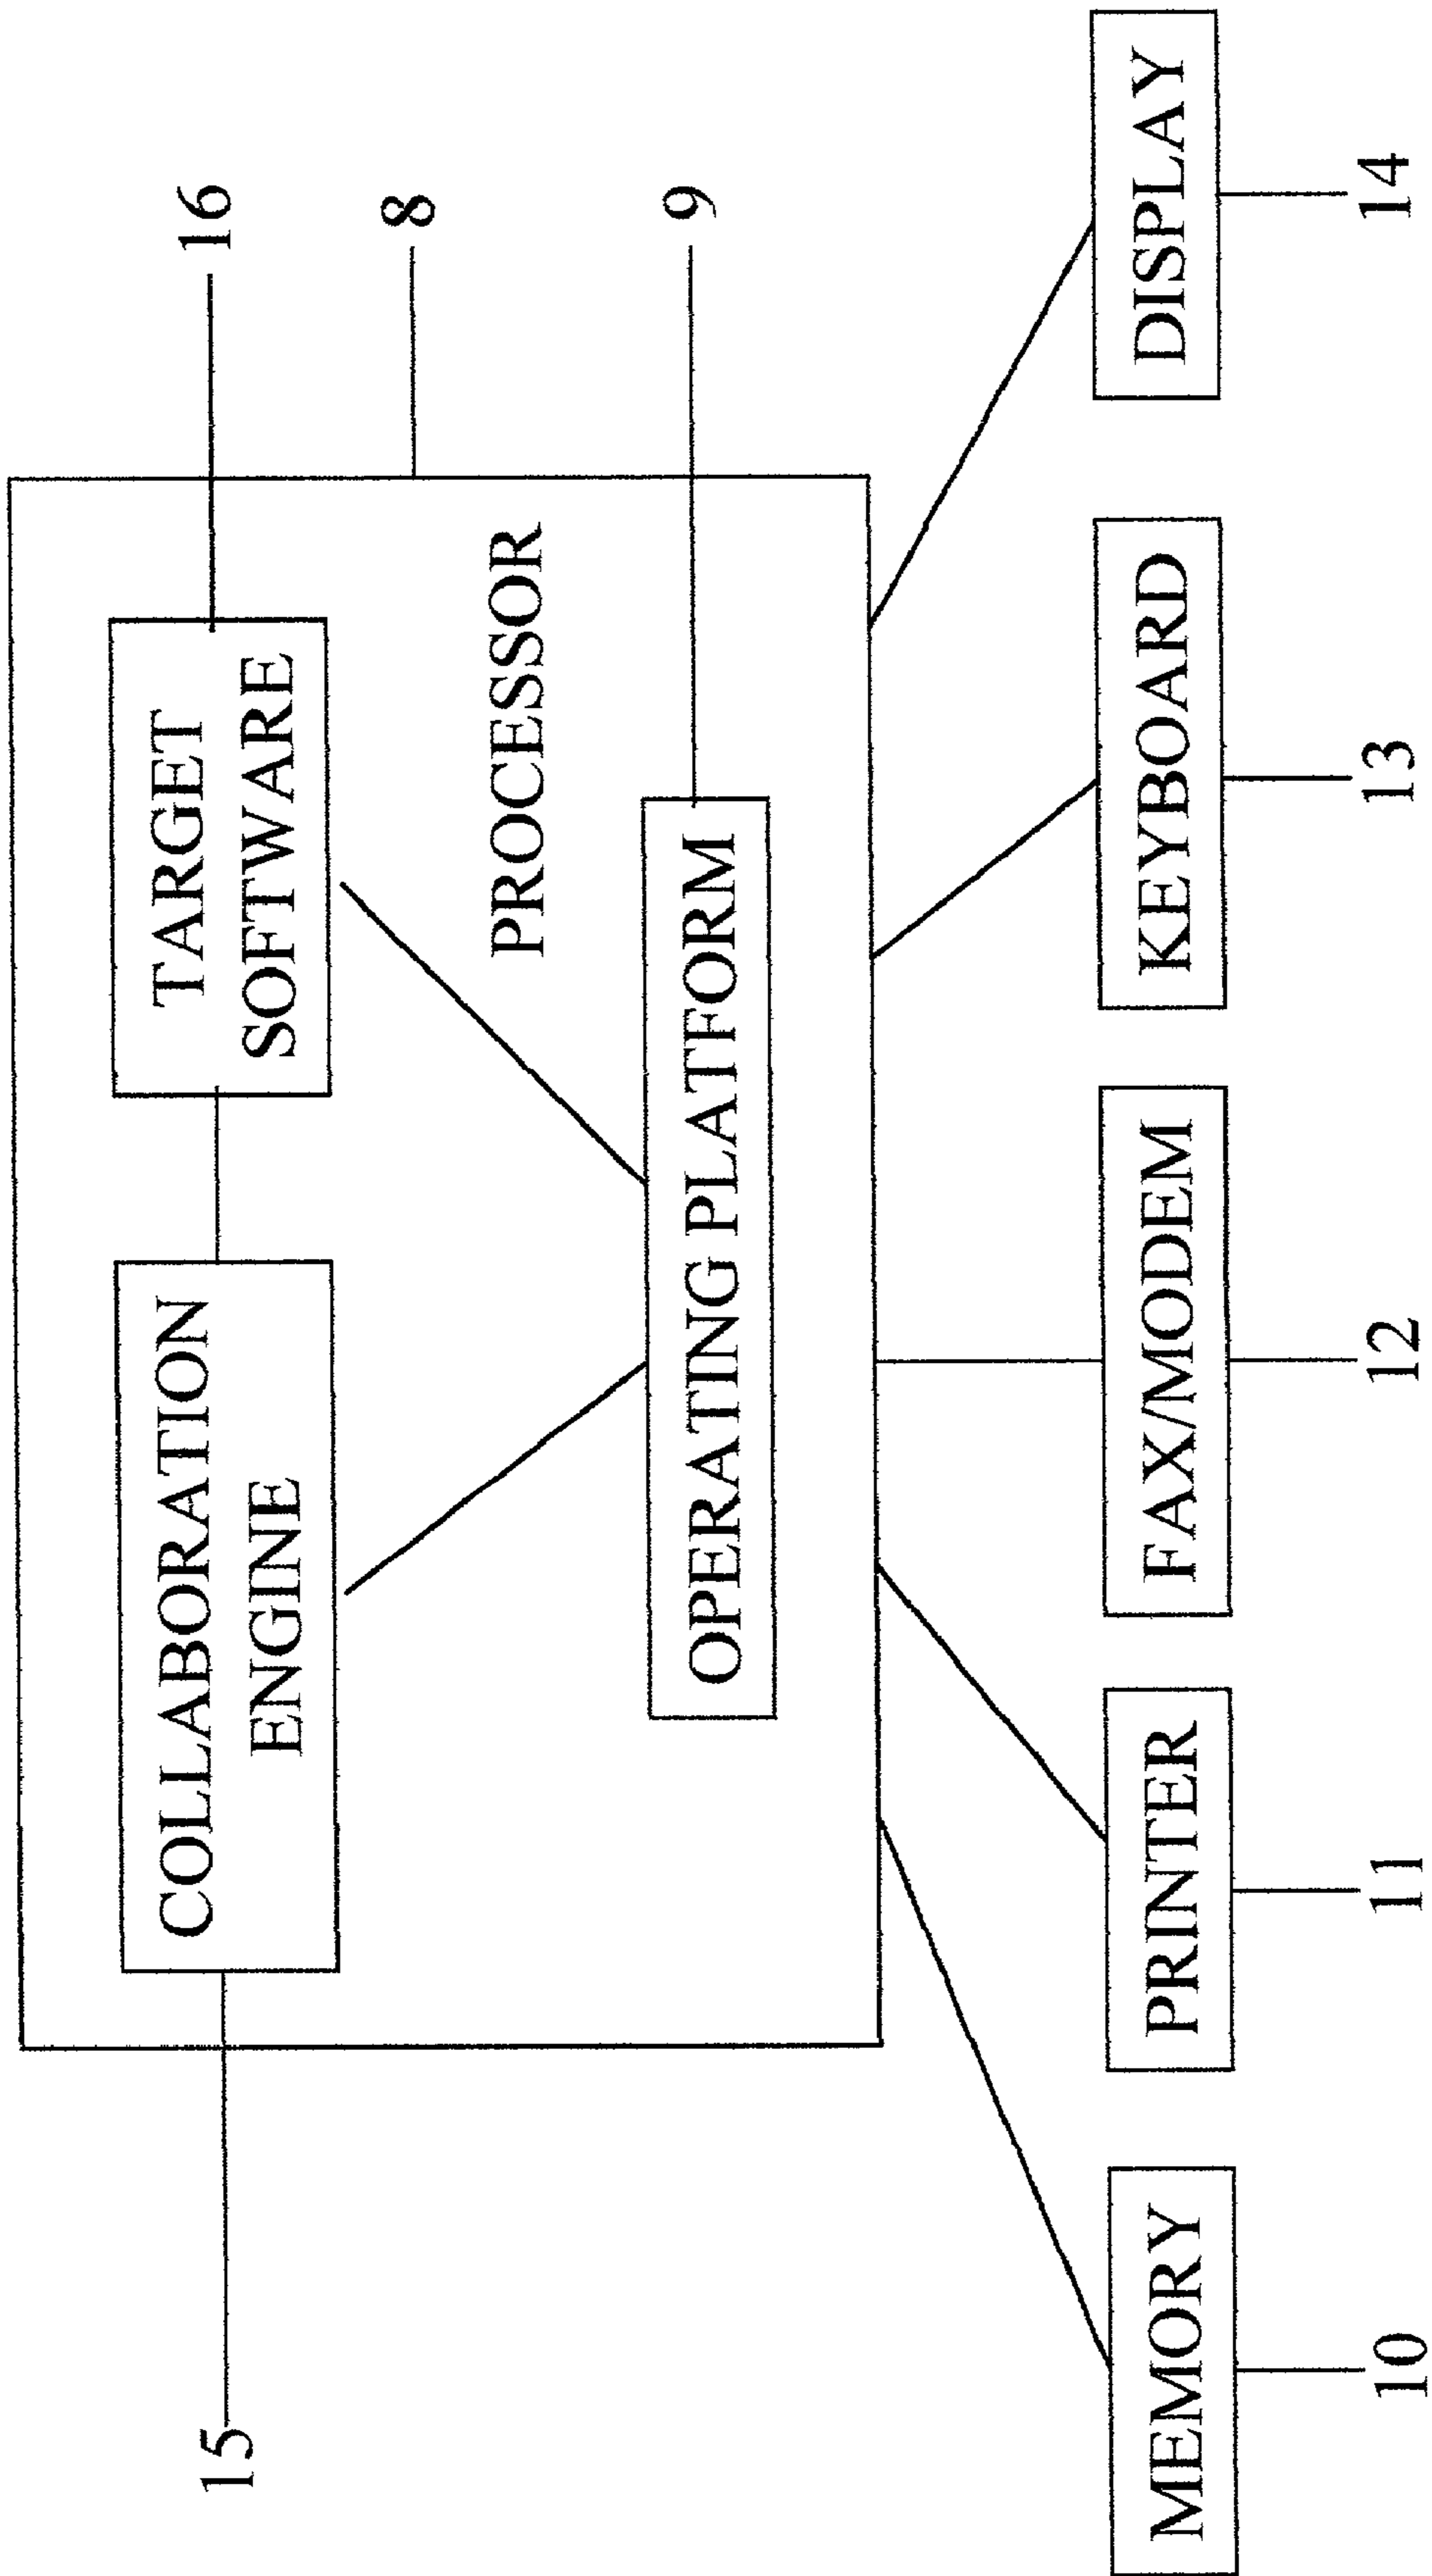 COLLABORATION
ENGINE
TARGET
SOFTWARE
15
16
8
PROCESSOR
OPERATING PLATFORM
9
MEMORY
PRINTER
FAX/MODEM
KEYBOARD
DISPLAY
10
11
12
13
14